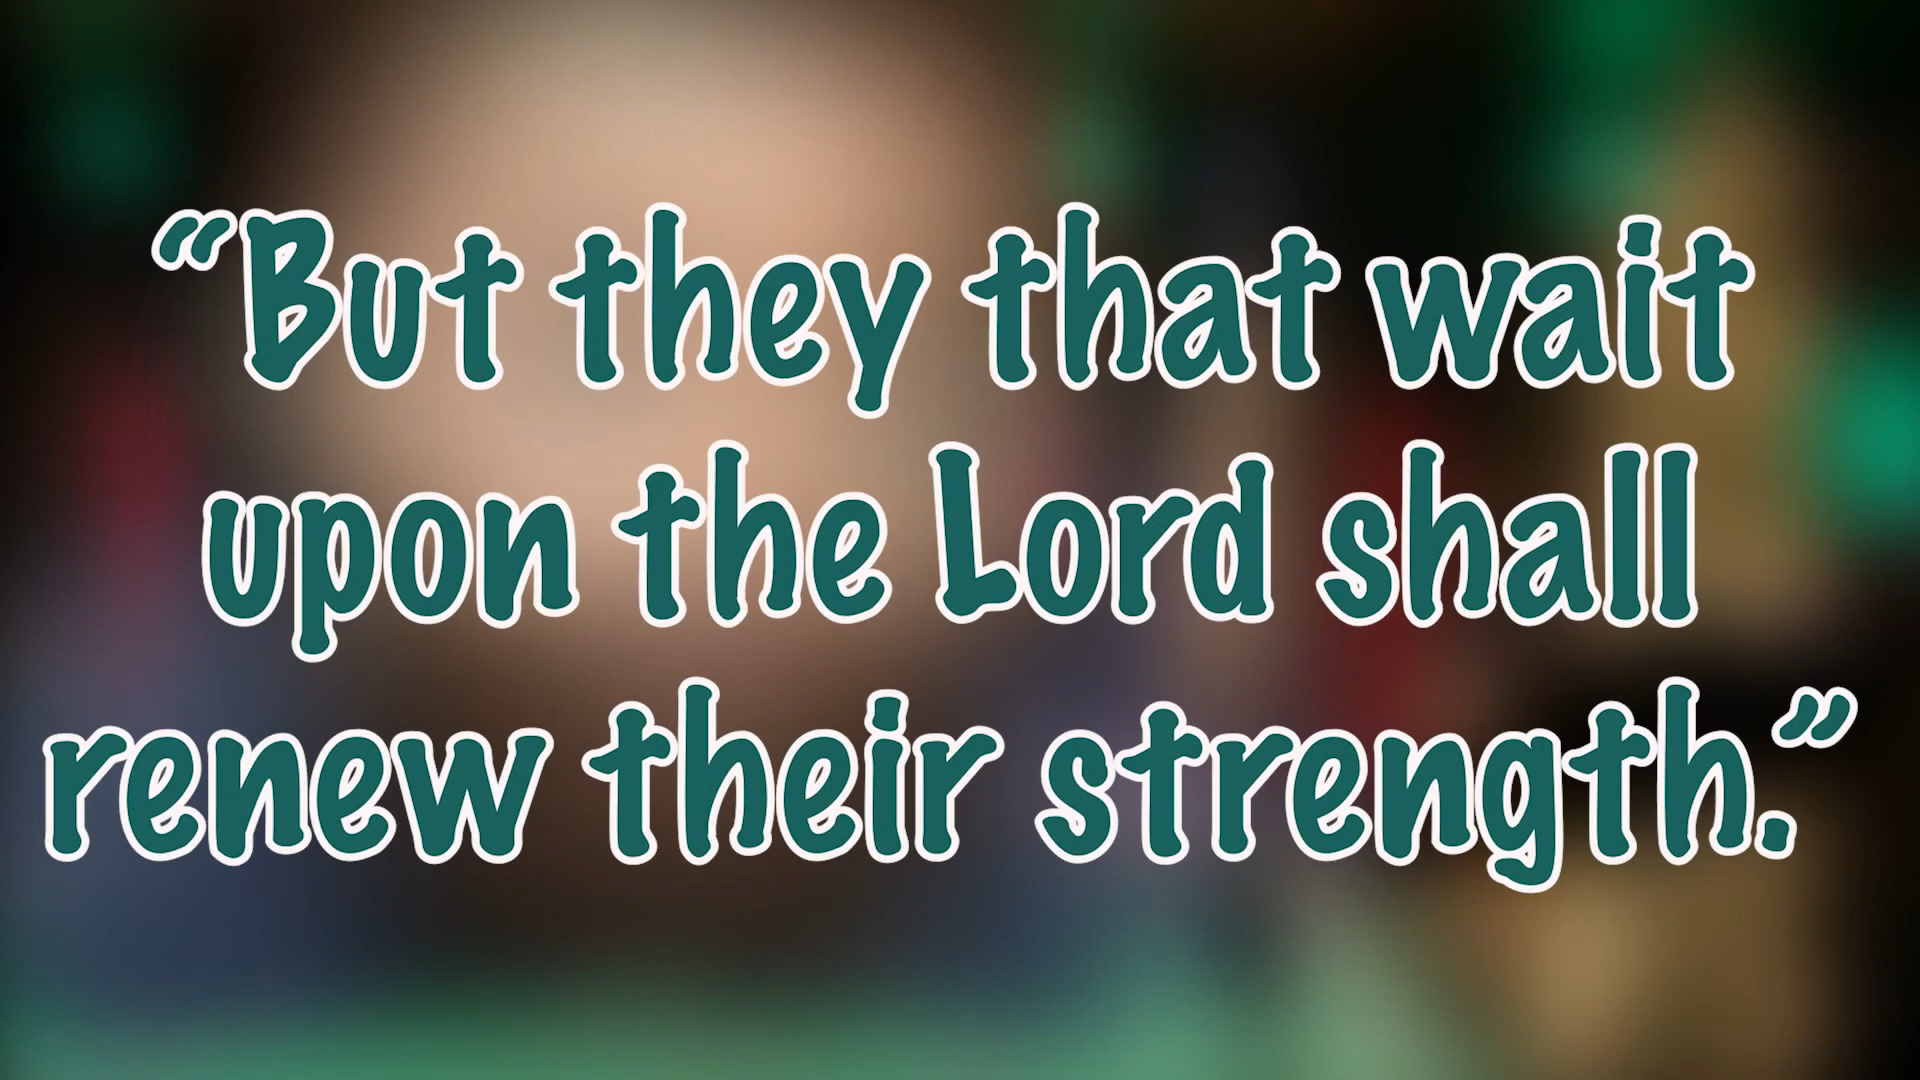 “But they that wait
upon the Lord shall
renew their strength.”